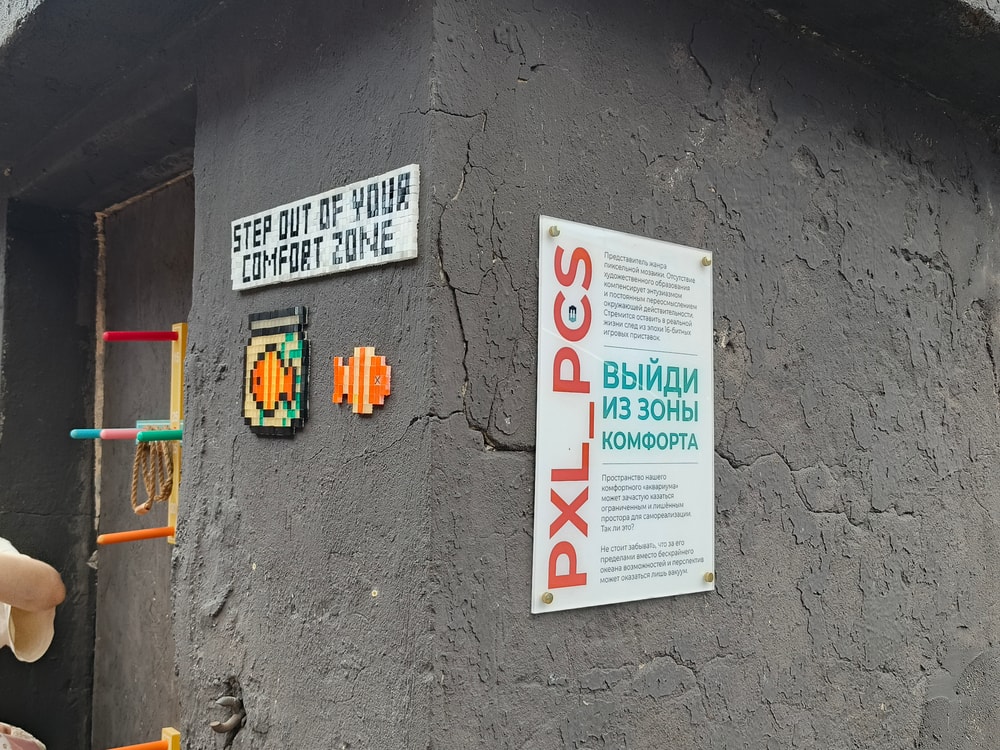 STEP OUT OF YOUR
COMFORT ZONE
PXL_PCS
Представитель жанра
пиксельной мозаики. Отсутствие
художественного образования
компенсирует энтузиазмом
и постоянным переосмыслением
окружающей действительности.
Стремится оставить в реальной
жизни след из эпохи 16-битных
игровых приставок.
ВЫЙДИ
ИЗ ЗОНЫ
КОМФОРТА
Пространство нашего
комфортного «аквариума»
может зачастую казаться
ограниченным и лишённым
простора для самореализации.
Так ли это?
Не стоит забывать, что за его
пределами вместо бескрайнего
океана возможностей и перспектив
может оказаться лишь вакуум.